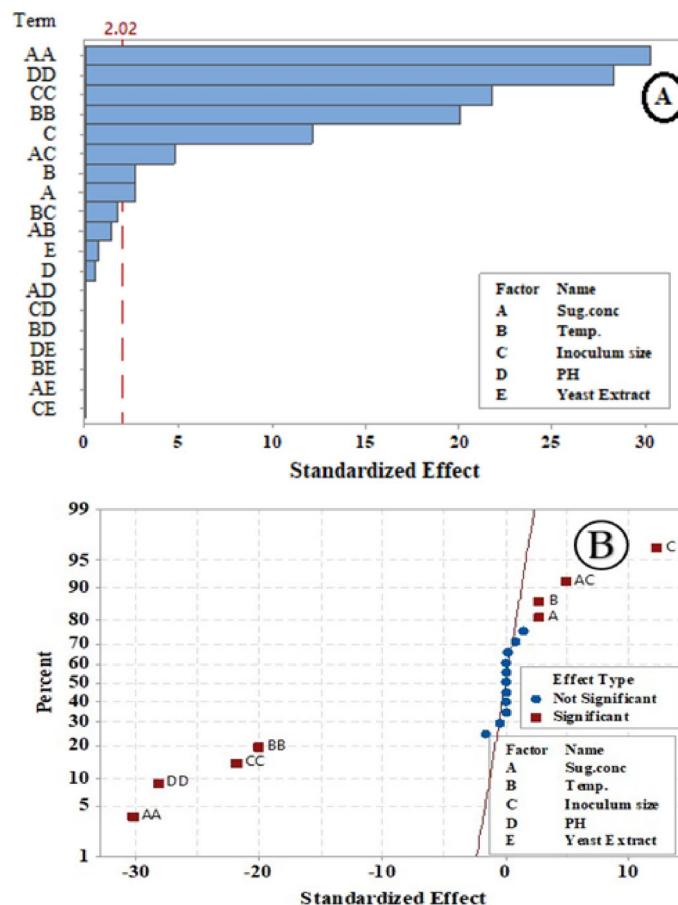 Term
2.02
AA
DD
CC
BB
C
AC
B
A
BC
AB
E
D
AD
CD
BD
DE
BE
AE
CE
A
Factor Name
A Sug.conc
B Temp.
C Inoculum size
D PH
E Yeast Extract
0 5 10 15 20 25 30
Standardized Effect
99
95
90
80
70
60
50
40
30
20
10
5
1
Percent
B
C
AC
B
A
BB
CC
DD
AA
Effect Type
Not Significant
Significant
Factor Name
A Sug.conc
B Temp.
C Inoculum size
D PH
E Yeast Extract
-30 -20 -10 0 10
Standardized Effect